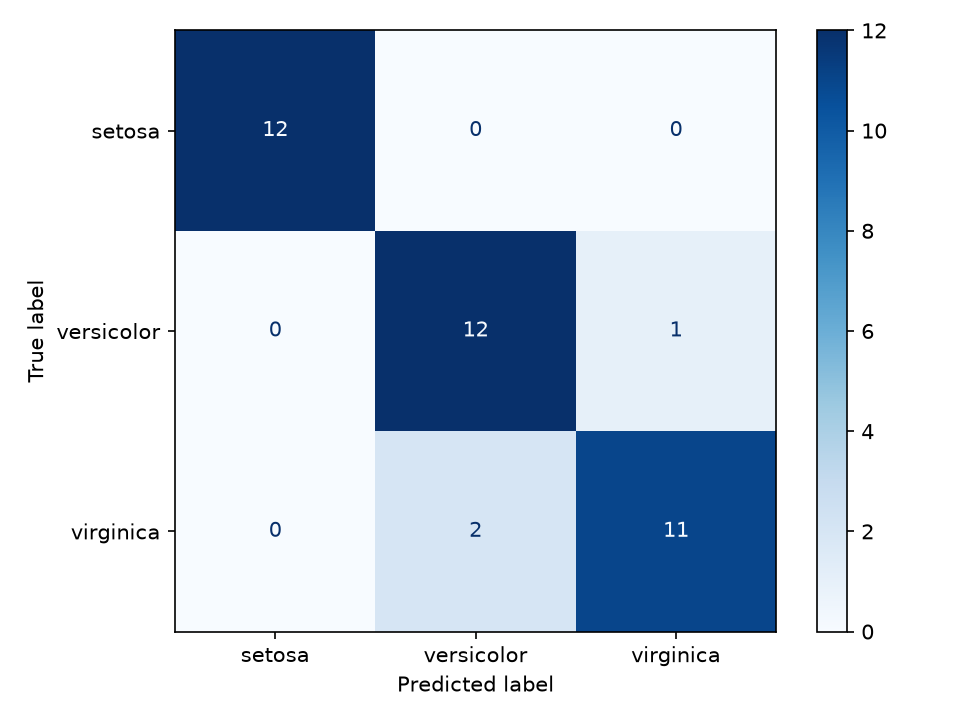 setosa 12 0 0
versicolor 0 12 1
virginica 0 2 11
setosa versicolor virginica
Predicted label
True label
12
10
8
6
4
2
0